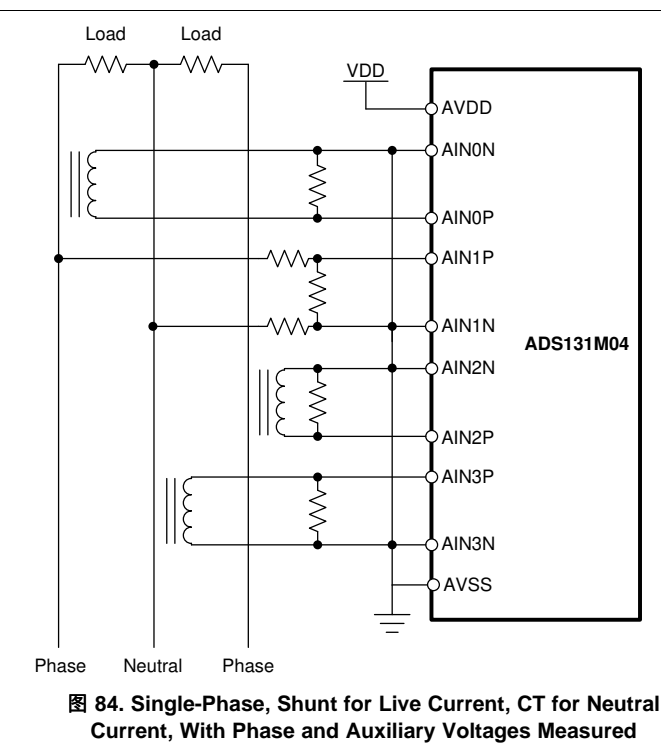 Load Load
VDD
AVDD
AIN0N
AIN0P
AIN1P
AIN1N
ADS131M04
AIN2N
AIN2P
AIN3P
AIN3N
AVSS
Phase Neutral Phase
图 84. Single-Phase, Shunt for Live Current, CT for Neutral
Current, With Phase and Auxiliary Voltages Measured